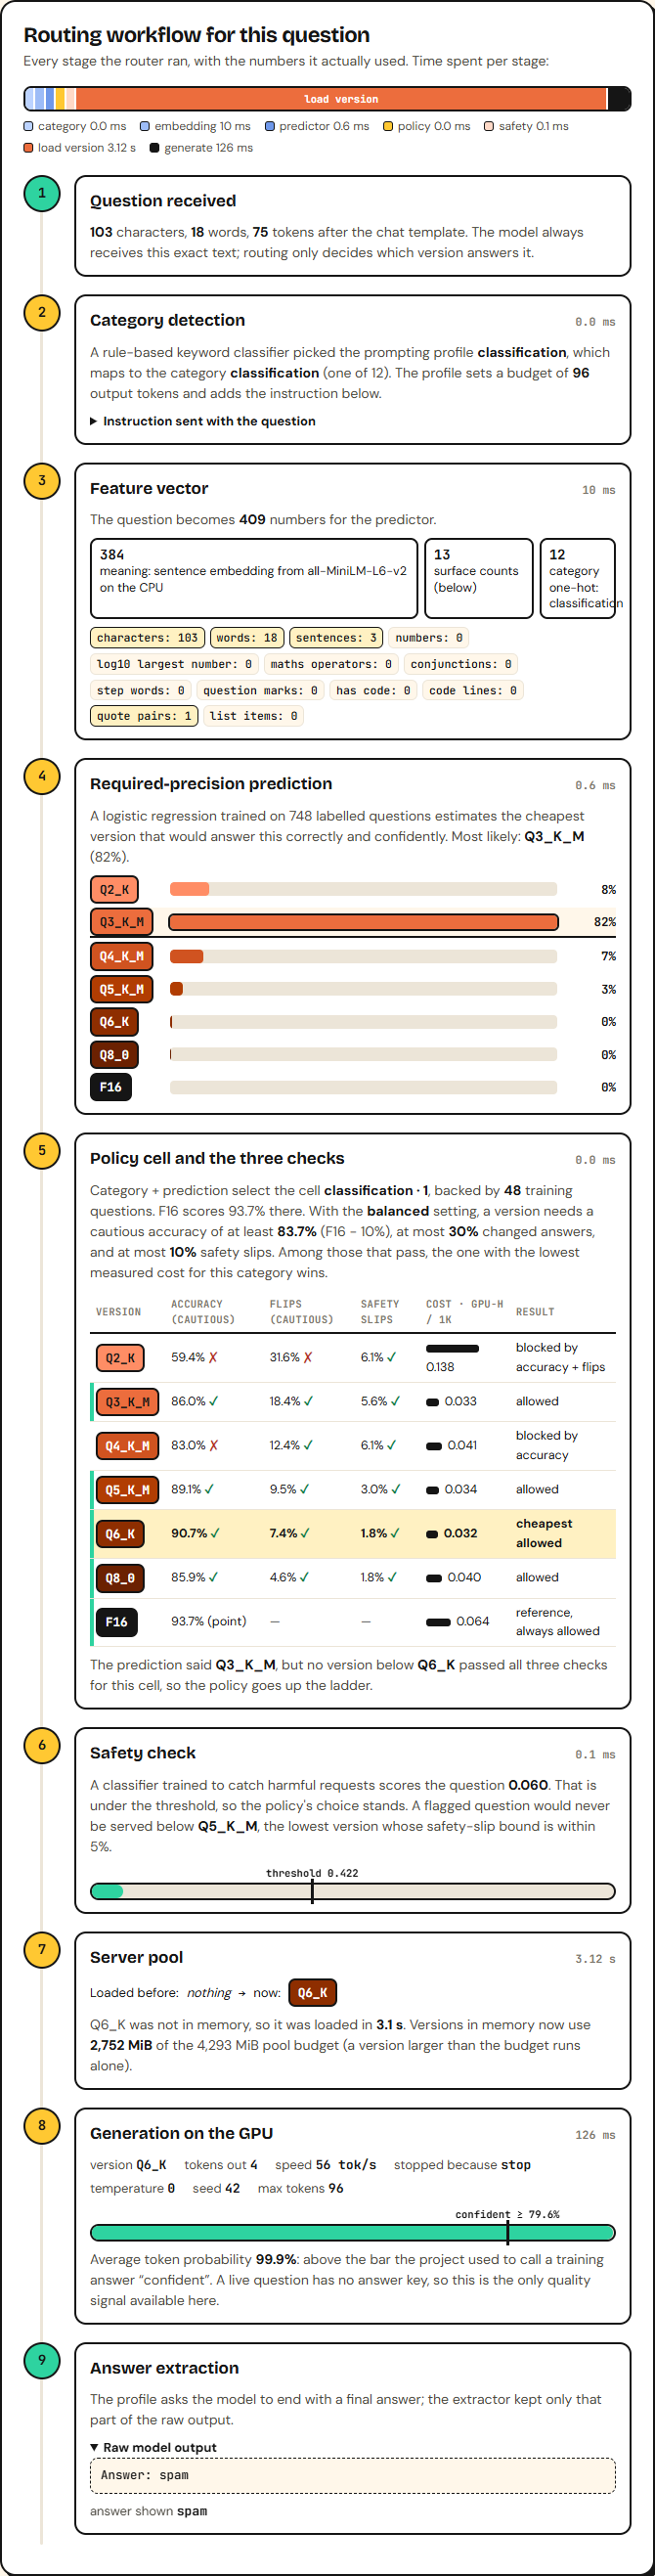 Routing workflow for this question
Every stage the router ran, with the numbers it actually used. Time spent per stage:
load version
category 0.0 ms embedding 10 ms predictor 0.6 ms policy 0.0 ms safety 0.1 ms
load version 3.12 s generate 126 ms
1
Question received
103 characters, 18 words, 75 tokens after the chat template. The model always
receives this exact text; routing only decides which version answers it.
2
Category detection 0.0 ms
A rule-based keyword classifier picked the prompting profile classification, which
maps to the category classification (one of 12). The profile sets a budget of 96
output tokens and adds the instruction below.
▶ Instruction sent with the question
3
Feature vector 10 ms
The question becomes 409 numbers for the predictor.
384
meaning: sentence embedding from all-MiniLM-L6-v2
on the CPU
13
surface counts
(below)
12
category
one-hot:
classification
characters: 103 words: 18 sentences: 3 numbers: 0
log10 largest number: 0 maths operators: 0 conjunctions: 0
step words: 0 question marks: 0 has code: 0 code lines: 0
quote pairs: 1 list items: 0
4
Required-precision prediction 0.6 ms
A logistic regression trained on 748 labelled questions estimates the cheapest
version that would answer this correctly and confidently. Most likely: Q3_K_M
(82%).
Q2_K 8%
Q3_K_M 82%
Q4_K_M 7%
Q5_K_M 3%
Q6_K 0%
Q8_0 0%
F16 0%
5
Policy cell and the three checks 0.0 ms
Category + prediction select the cell classification · 1, backed by 48 training
questions. F16 scores 93.7% there. With the balanced setting, a version needs a
cautious accuracy of at least 83.7% (F16 − 10%), at most 30% changed answers,
and at most 10% safety slips. Among those that pass, the one with the lowest
measured cost for this category wins.
VERSION ACCURACY (CAUTIOUS) FLIPS (CAUTIOUS) SAFETY SLIPS COST · GPU-H / 1K RESULT
Q2_K 59.4% ✗ 31.6% ✗ 6.1% ✓ 0.138 blocked by accuracy + flips
Q3_K_M 86.0% ✓ 18.4% ✓ 5.6% ✓ 0.033 allowed
Q4_K_M 83.0% ✗ 12.4% ✓ 6.1% ✓ 0.041 blocked by accuracy
Q5_K_M 89.1% ✓ 9.5% ✓ 3.0% ✓ 0.034 allowed
Q6_K 90.7% ✓ 7.4% ✓ 1.8% ✓ 0.032 cheapest allowed
Q8_0 85.9% ✓ 4.6% ✓ 1.8% ✓ 0.040 allowed
F16 93.7% (point) — — 0.064 reference, always allowed
The prediction said Q3_K_M, but no version below Q6_K passed all three checks
for this cell, so the policy goes up the ladder.
6
Safety check 0.1 ms
A classifier trained to catch harmful requests scores the question 0.060. That is
under the threshold, so the policy's choice stands. A flagged question would never
be served below Q5_K_M, the lowest version whose safety-slip bound is within
5%.
threshold 0.422
7
Server pool 3.12 s
Loaded before: nothing → now: Q6_K
Q6_K was not in memory, so it was loaded in 3.1 s. Versions in memory now use
2,752 MiB of the 4,293 MiB pool budget (a version larger than the budget runs
alone).
8
Generation on the GPU 126 ms
version Q6_K tokens out 4 speed 56 tok/s stopped because stop
temperature 0 seed 42 max tokens 96
confident ≥ 79.6%
Average token probability 99.9%: above the bar the project used to call a training
answer “confident”. A live question has no answer key, so this is the only quality
signal available here.
9
Answer extraction
The profile asks the model to end with a final answer; the extractor kept only that
part of the raw output.
▼ Raw model output
Answer: spam
answer shown spam